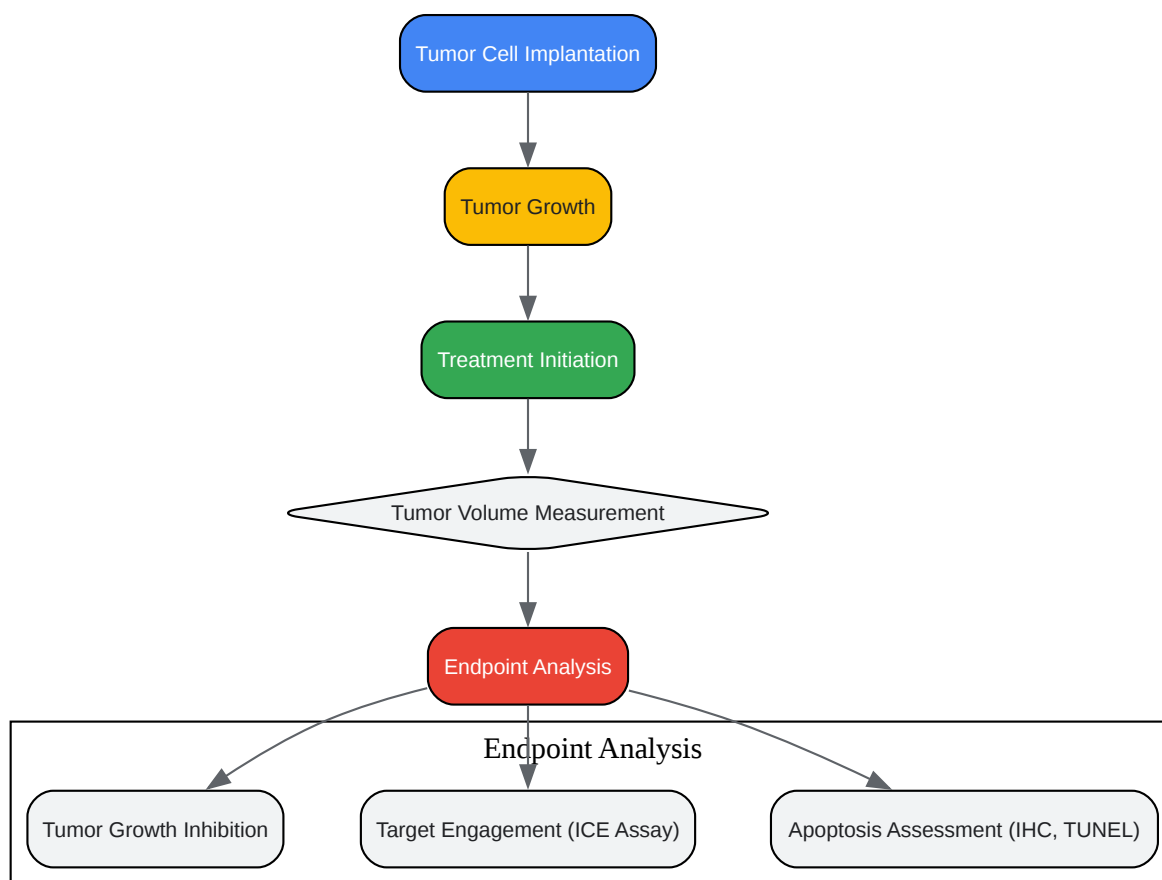 Tumor Cell Implantation
Tumor Growth
Treatment Initiation
Tumor Volume Measurement
Endpoint Analysis
Endpoint Analysis
Tumor Growth Inhibition
Target Engagement (ICE Assay)
Apoptosis Assessment (IHC, TUNEL)